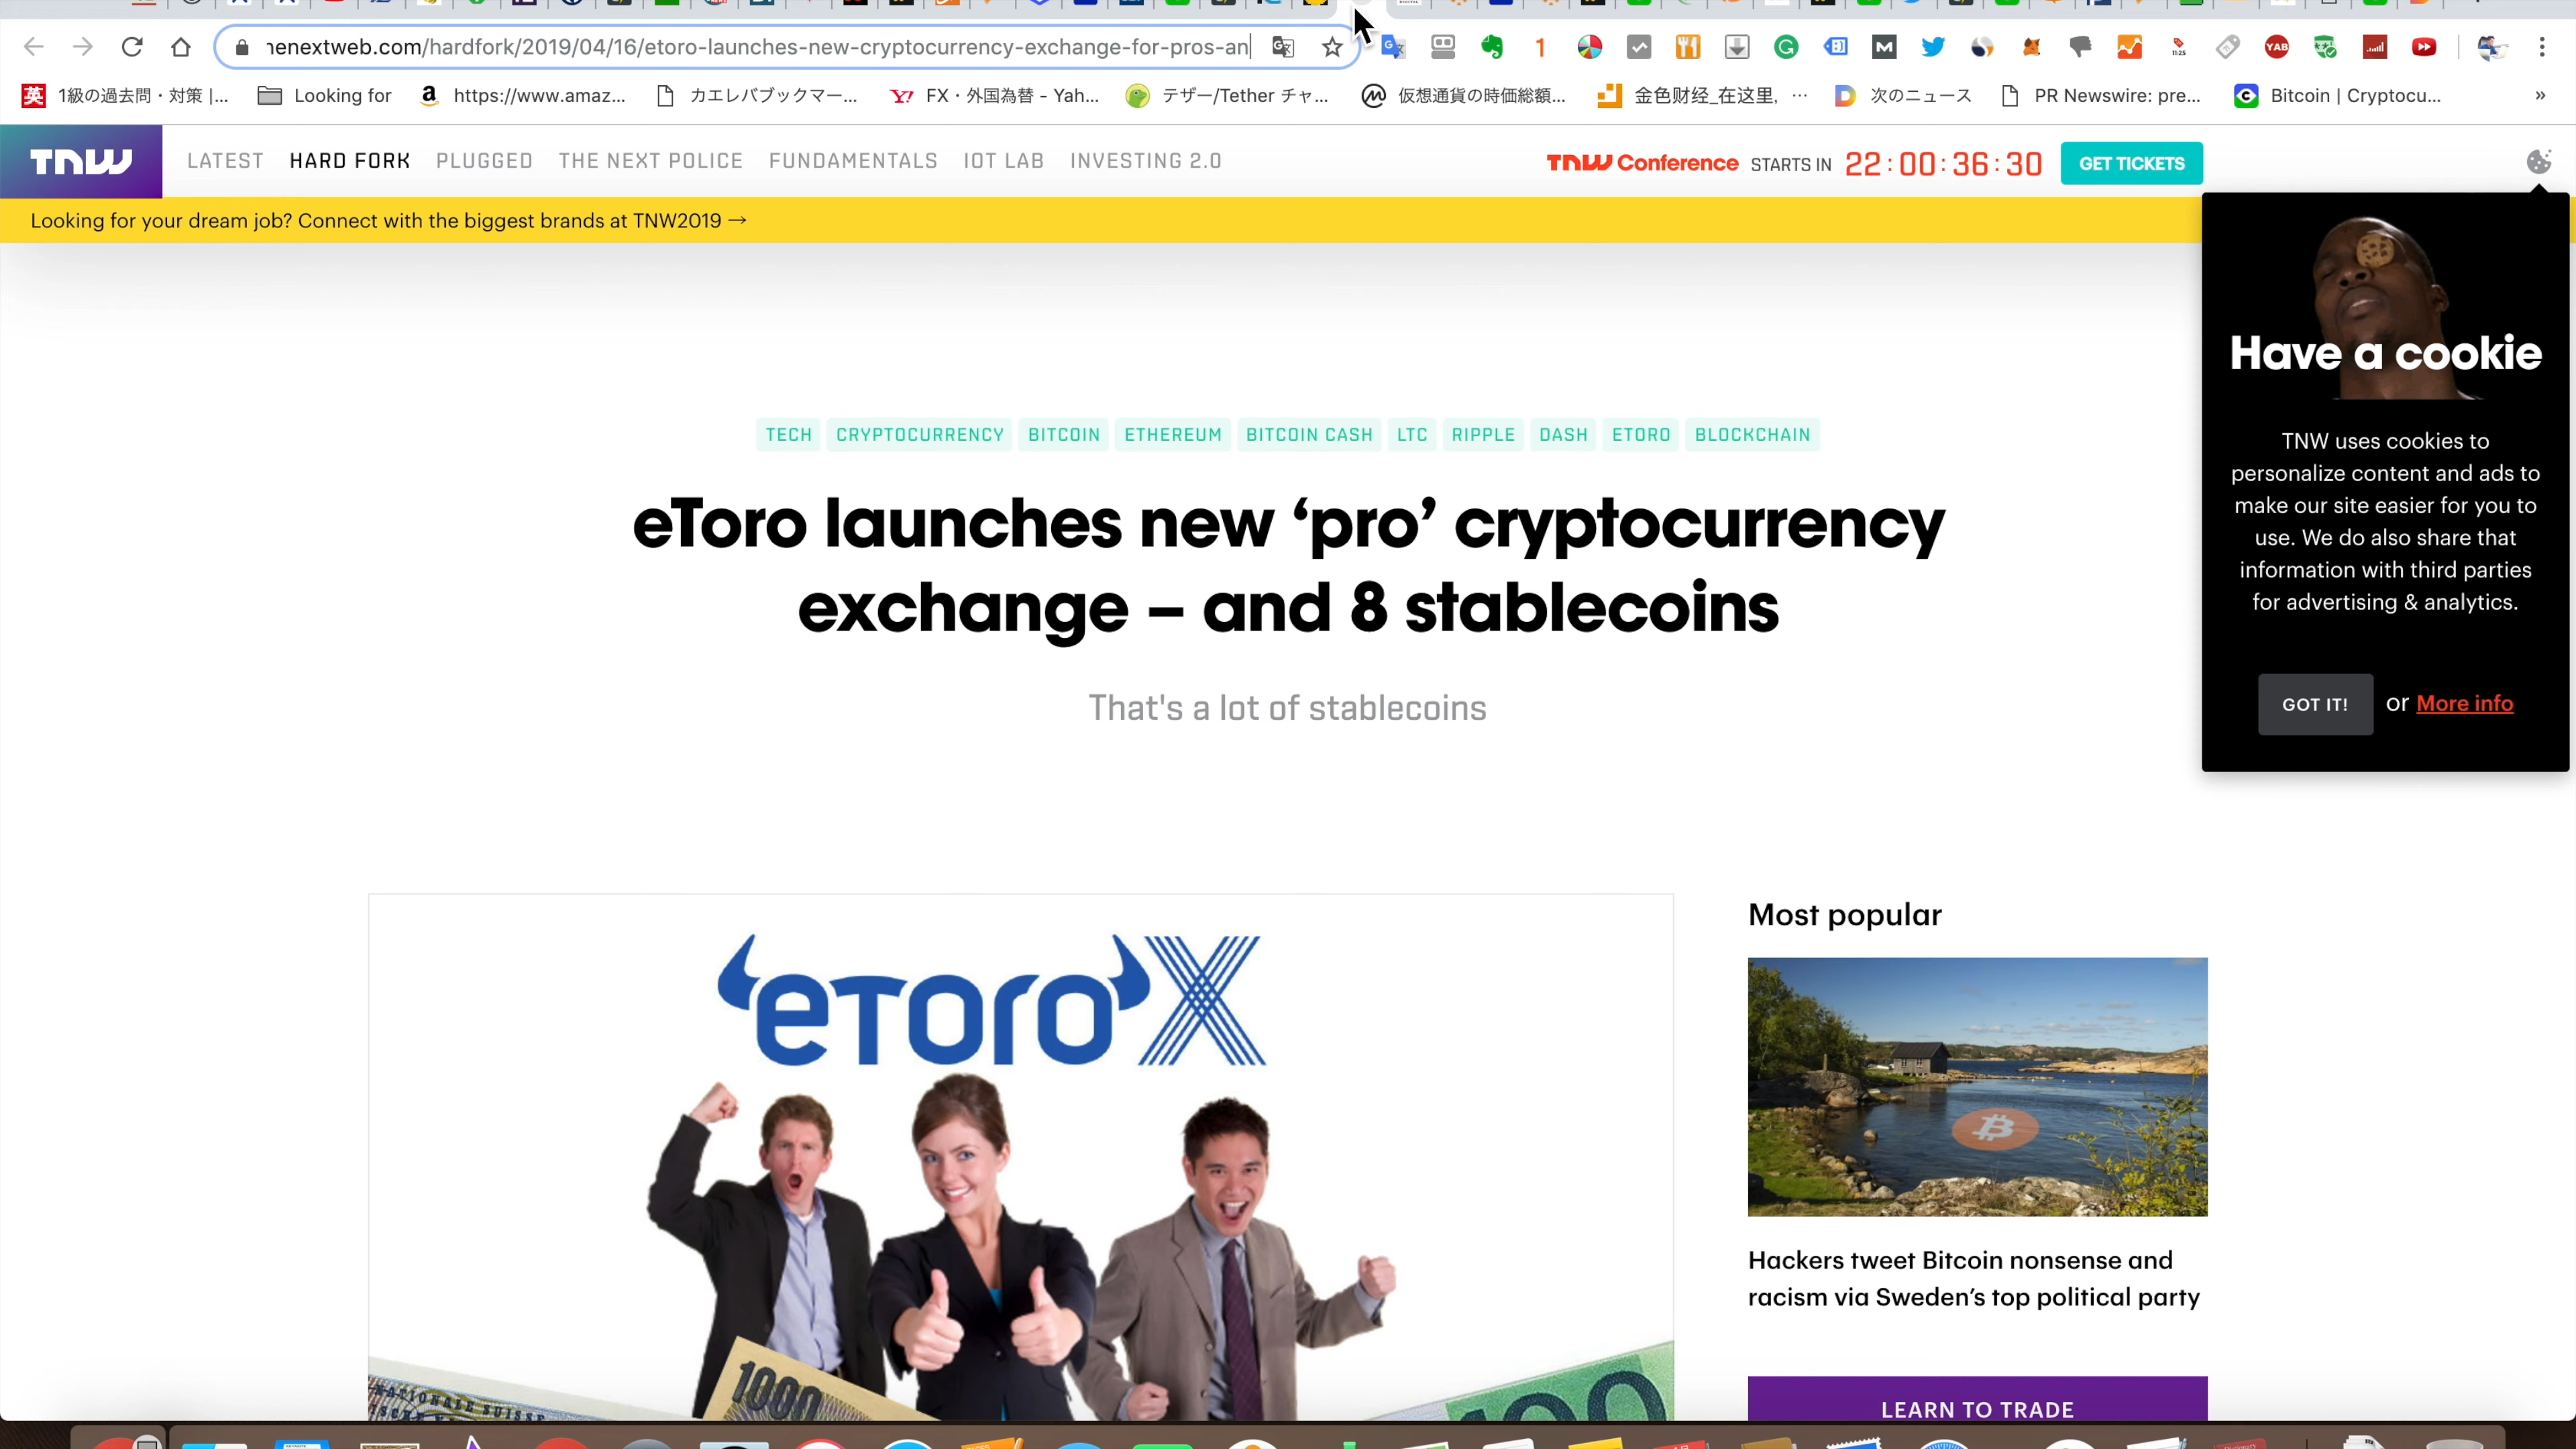 henextweb.com/hardfork/2019/04/16/etoro-launches-new-cryptocurrency-exchange-for-pros-an
1
11:25
YAB
英 1級の過去問・対策 |...
Looking for
https://www.amaz...
カエレバブックマー...
Y! FX・外国為替 - Yah...
テザー/Tether チャ...
仮想通貨の時価総額...
金色财经_在这里, ...
次のニュース
PR Newswire: pre...
Bitcoin | Cryptocu...
»
TNW
LATEST
HARD FORK
PLUGGED
THE NEXT POLICE
FUNDAMENTALS
IOT LAB
INVESTING 2.0
TNW Conference STARTS IN 22:00:36:30
GET TICKETS
Looking for your dream job? Connect with the biggest brands at TNW2019 →
Have a cookie
TNW uses cookies to
personalize content and ads to
make our site easier for you to
use. We do also share that
information with third parties
for advertising & analytics.
GOT IT! or More info
TECH CRYPTOCURRENCY BITCOIN ETHEREUM BITCOIN CASH LTC RIPPLE DASH ETORO BLOCKCHAIN
eToro launches new ‘pro’ cryptocurrency
exchange – and 8 stablecoins
That's a lot of stablecoins
eToroX
1000
100
Most popular
Hackers tweet Bitcoin nonsense and
racism via Sweden’s top political party
LEARN TO TRADE